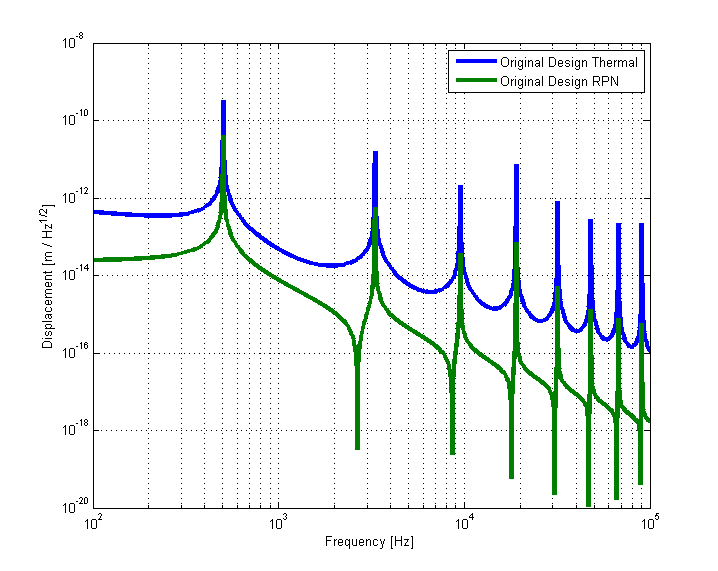 10^-8
Original Design Thermal
Original Design RPN
10^-10
10^-12
10^-14
10^-16
10^-18
10^-20
Displacement [m / Hz^1/2]
10^2
10^3
10^4
10^5
Frequency [Hz]